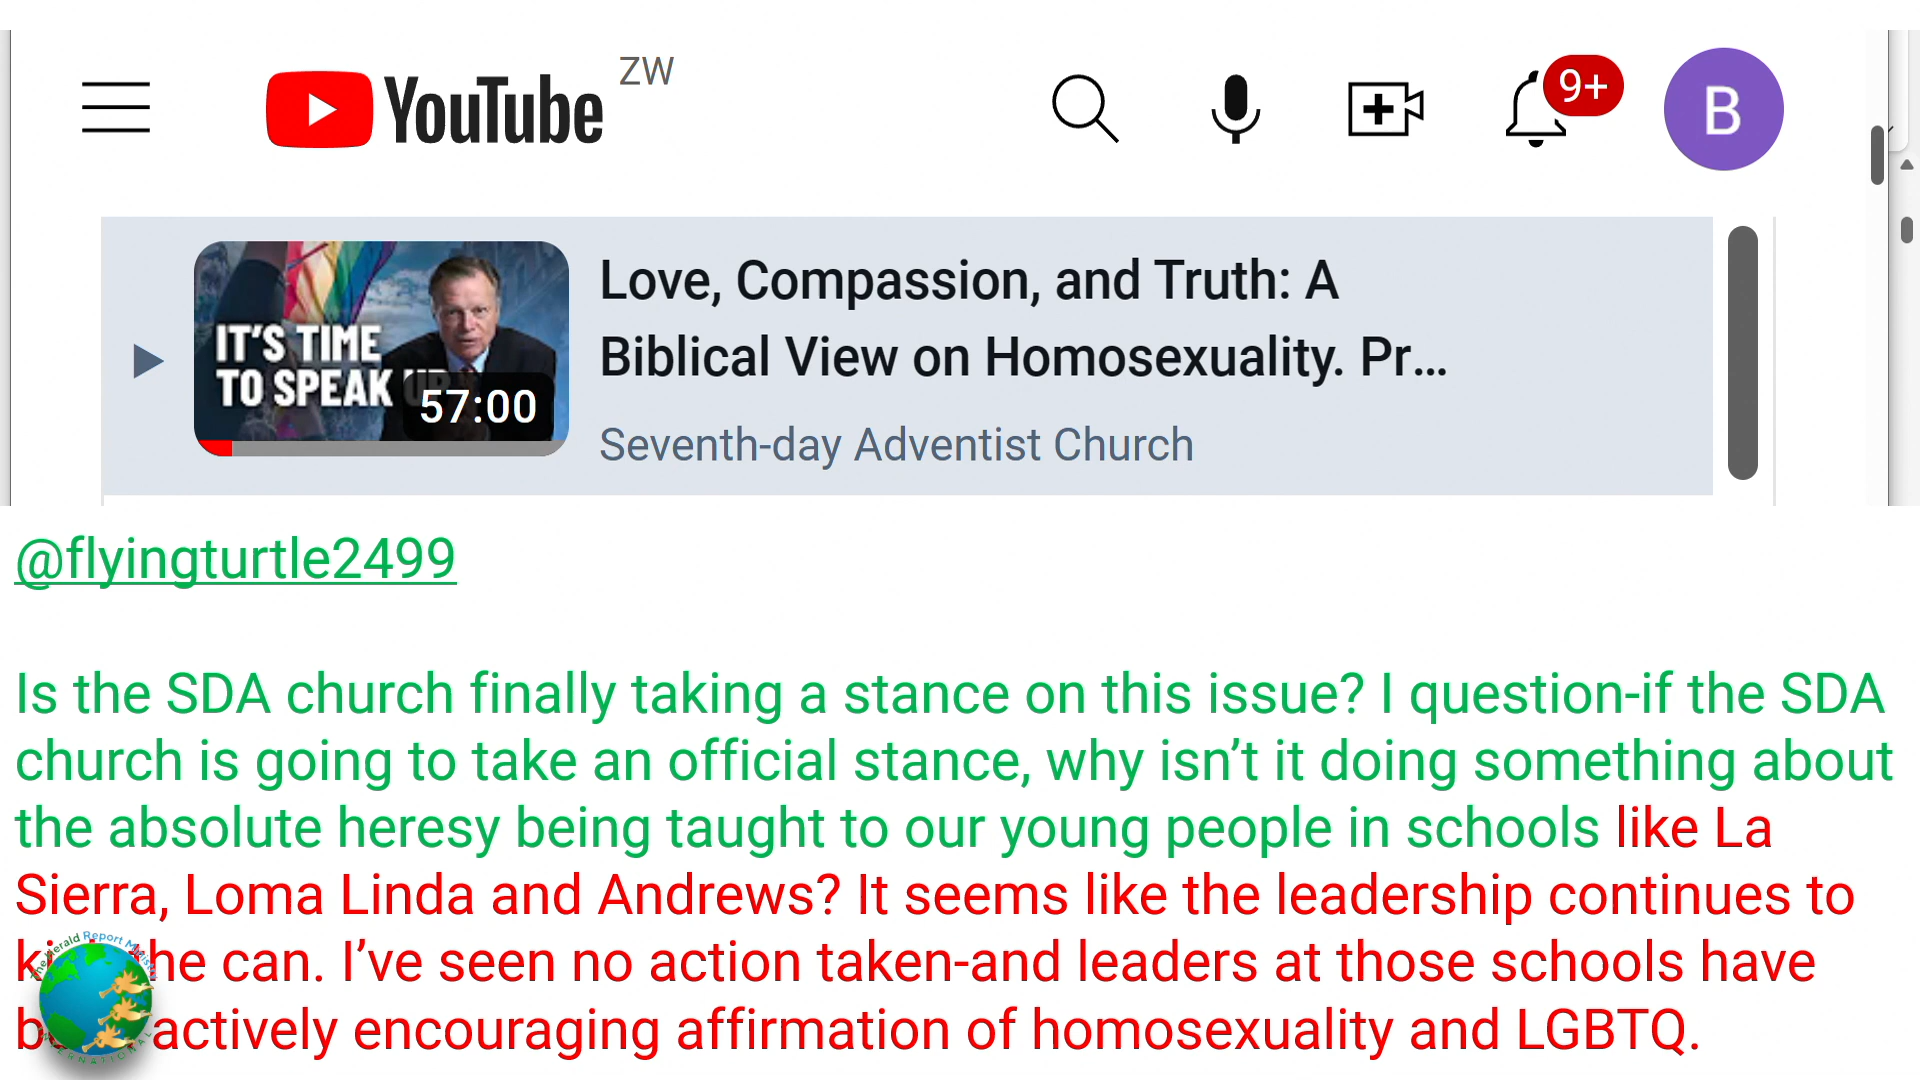 YouTube ZW
9+
B
IT'S TIME
TO SPEAK
57:00
Love, Compassion, and Truth: A
Biblical View on Homosexuality. Pr...
Seventh-day Adventist Church
@flyingturtle2499
Is the SDA church finally taking a stance on this issue? I question-if the SDA
church is going to take an official stance, why isn't it doing something about
the absolute heresy being taught to our young people in schools like La
Sierra, Loma Linda and Andrews? It seems like the leadership continues to
he can. I've seen no action taken-and leaders at those schools have
actively encouraging affirmation of homosexuality and LGBTQ.
The Herald Report
INTERNATIONAL